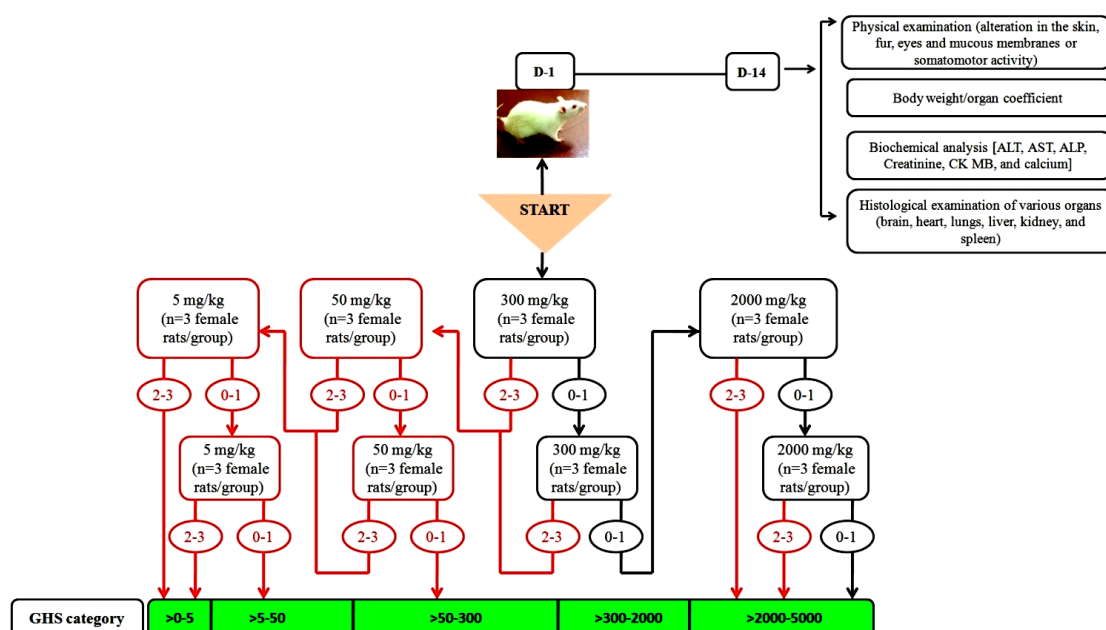 Physical examination (alteration in the skin,
fur, eyes and mucous membranes or
somatomotor activity)
D-1
D-14
Body weight/organ coefficient
Biochemical analysis [ALT, AST, ALP,
Creatinine, CK MB, and calcium]
START
Histological examination of various organs
(brain, heart, lungs, liver, kidney, and
spleen)
5 mg/kg
(n=3 female
rats/group)
50 mg/kg
(n=3 female
rats/group)
300 mg/kg
(n=3 female
rats/group)
2000 mg/kg
(n=3 female
rats/group)
2-3
0-1
2-3
0-1
2-3
0-1
2-3
0-1
5 mg/kg
(n=3 female
rats/group)
50 mg/kg
(n=3 female
rats/group)
300 mg/kg
(n=3 female
rats/group)
2000 mg/kg
(n=3 female
rats/group)
2-3
0-1
2-3
0-1
2-3
0-1
2-3
0-1
GHS category
>0-5
>5-50
>50-300
>300-2000
>2000-5000